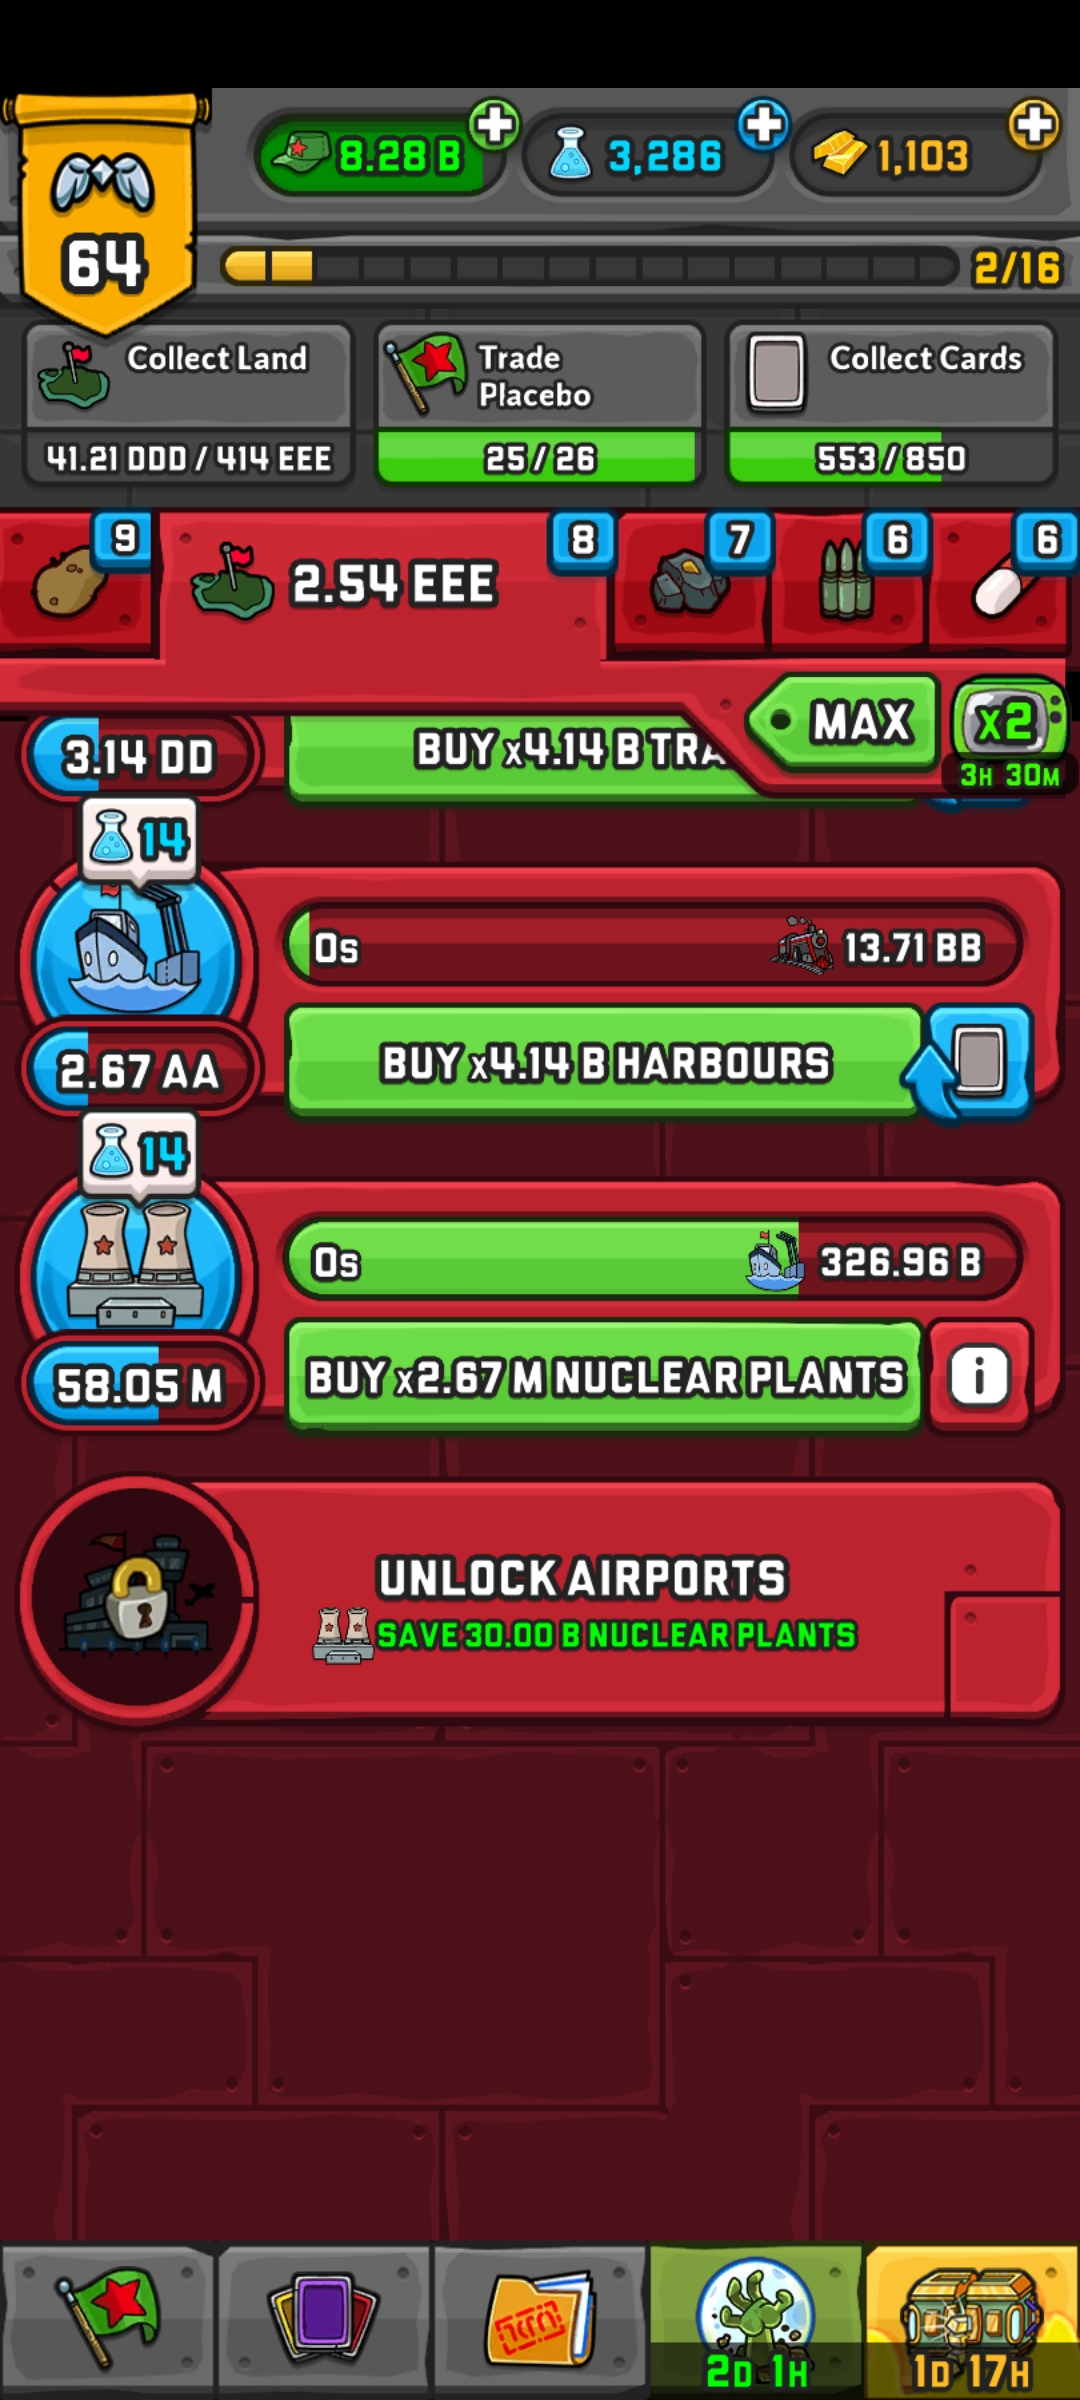 8.28 B
3,286
1,103
64
2/16
Collect Land
41.21 DDD / 414 EEE
Trade
Placebo
25 / 26
Collect Cards
553 / 850
9
2.54 EEE
8
7
6
6
MAX
x2
3H 30M
3.14 DD
BUY x4.14 B
14
0s
13.71 BB
2.67 AA
BUY x4.14 B HARBOURS
14
0s
326.96 B
58.05 M
BUY x2.67 M NUCLEAR PLANTS
i
UNLOCK AIRPORTS
SAVE 30.00 B NUCLEAR PLANTS
2D 1H
1D 17H